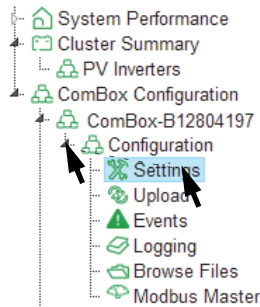 System Performance
Cluster Summary
PV Inverters
ComBox Configuration
ComBox-B12804197
Configuration
Settings
Upload
Events
Logging
Browse Files
Modbus Master